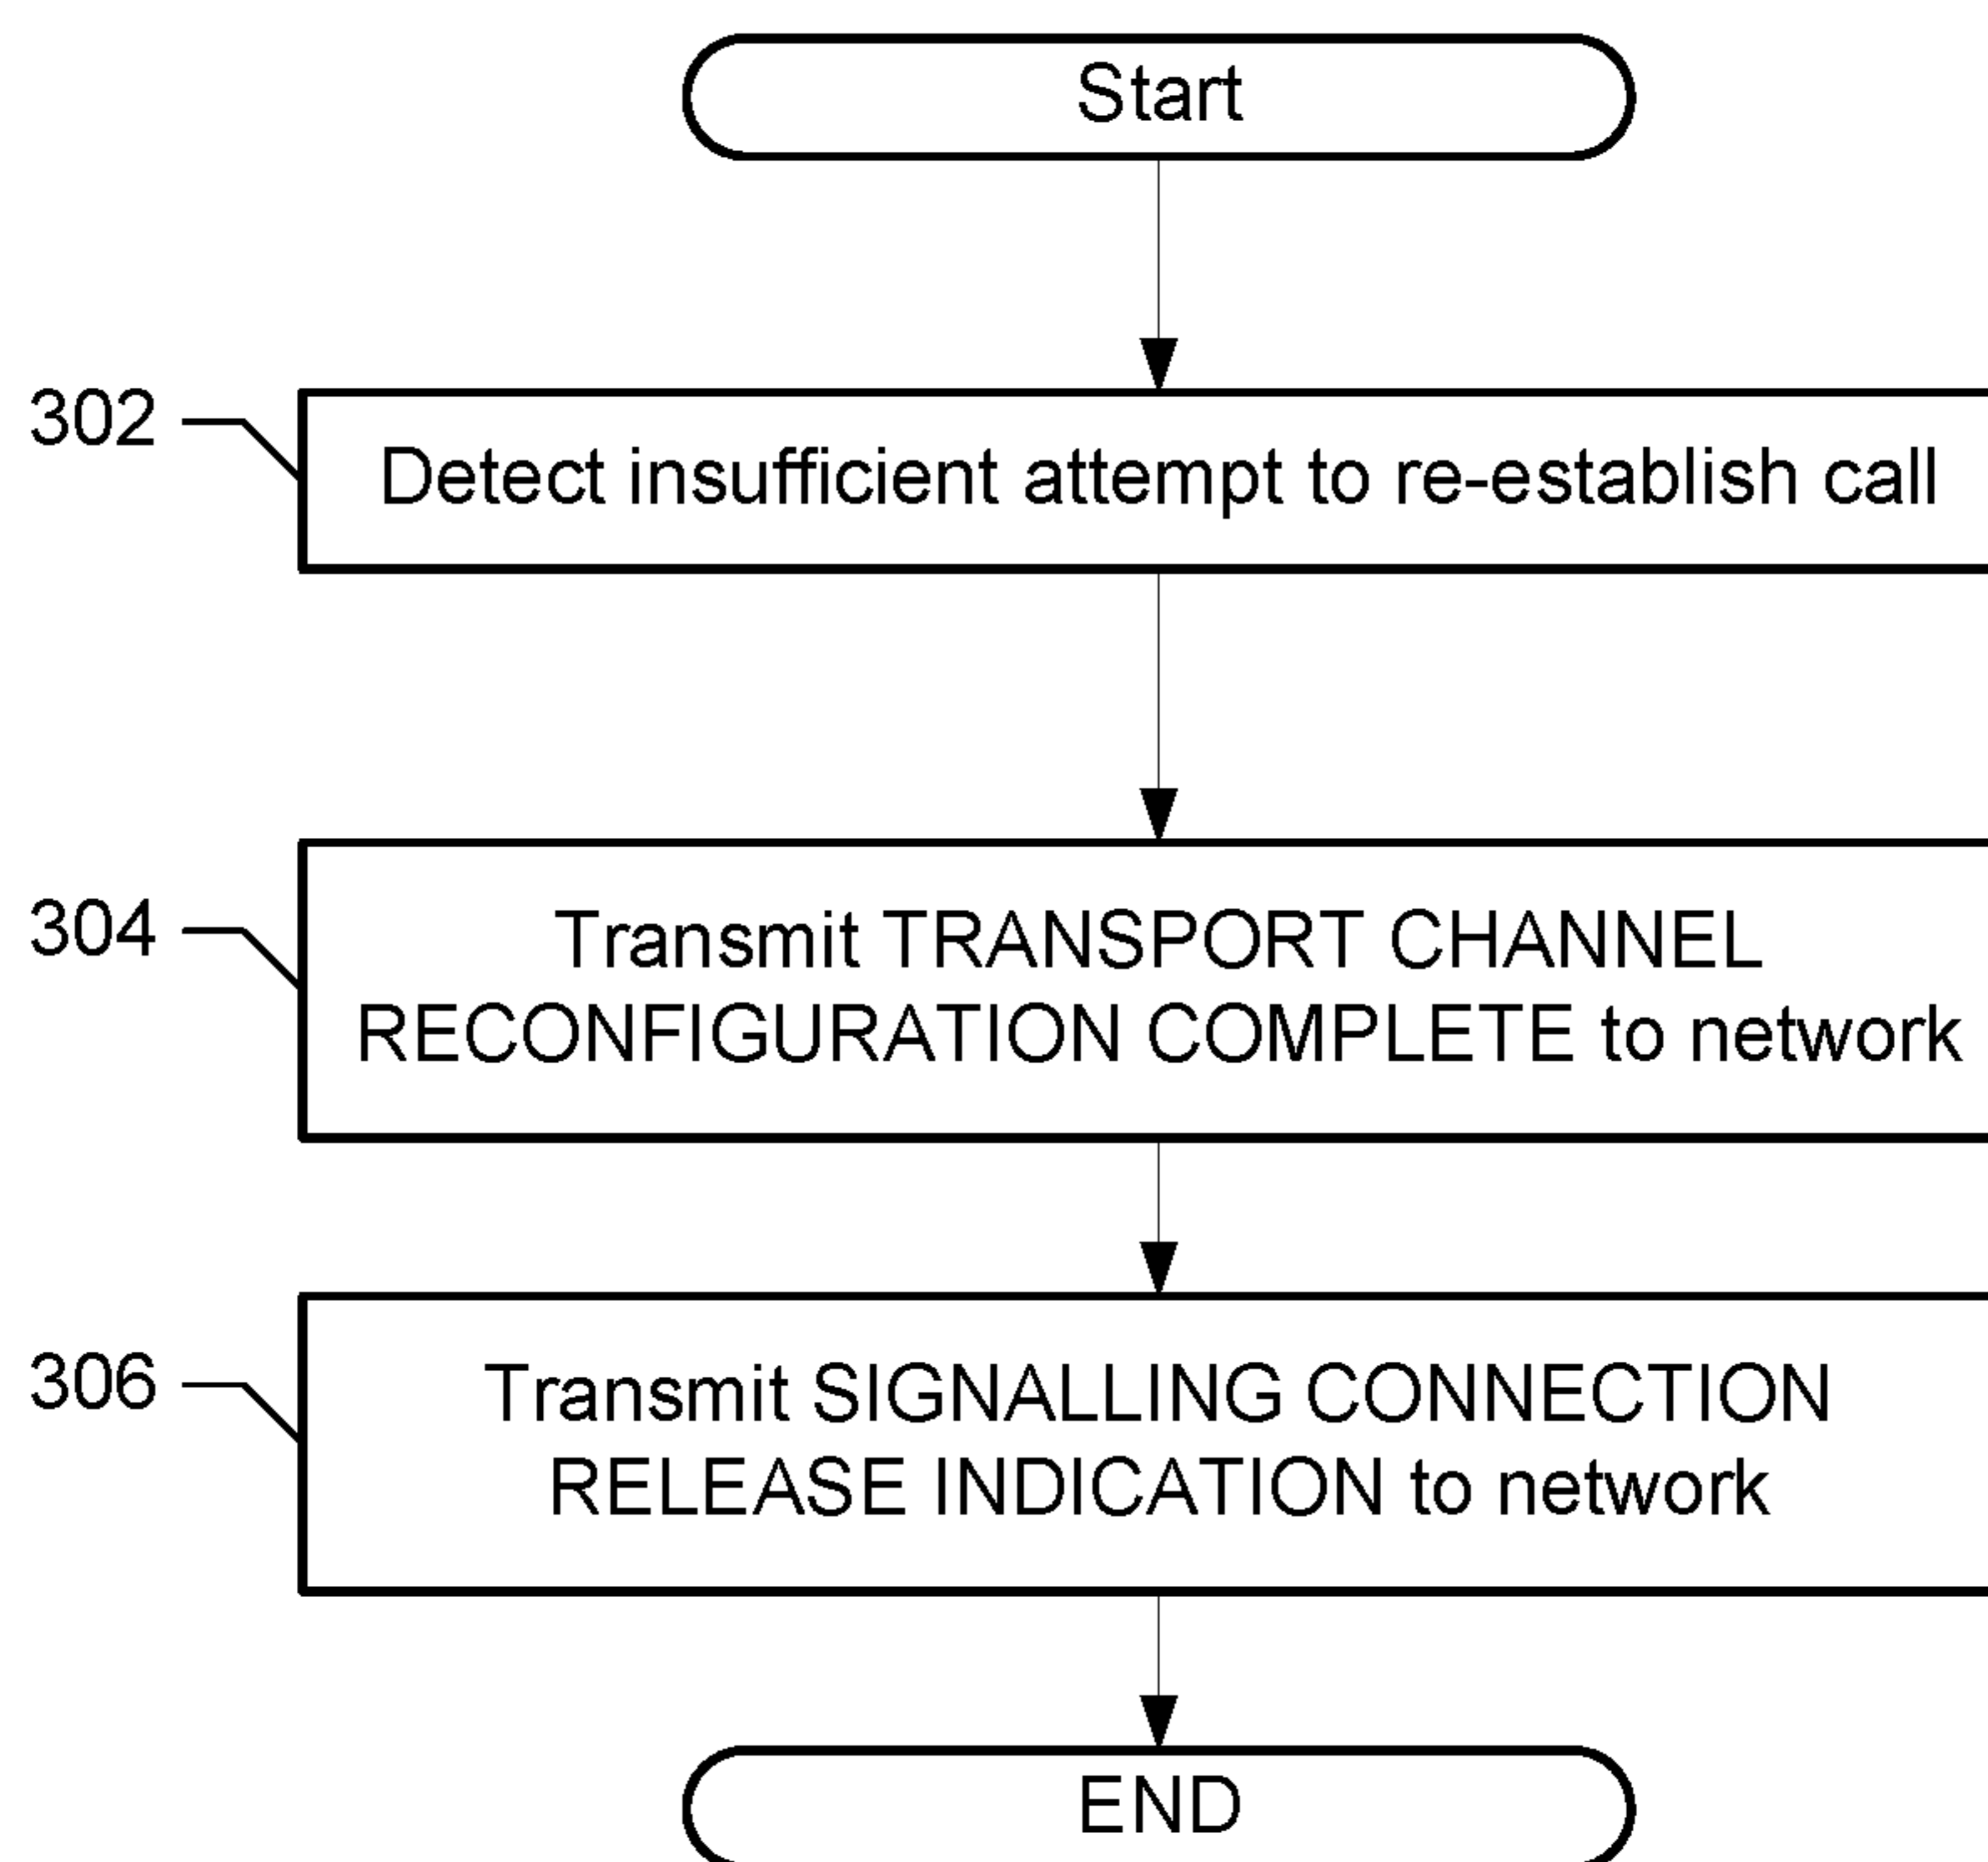 Start
302
Detect insufficient attempt to re-establish call
304
Transmit TRANSPORT CHANNEL
RECONFIGURATION COMPLETE to network
306
Transmit SIGNALLING CONNECTION
RELEASE INDICATION to network
END